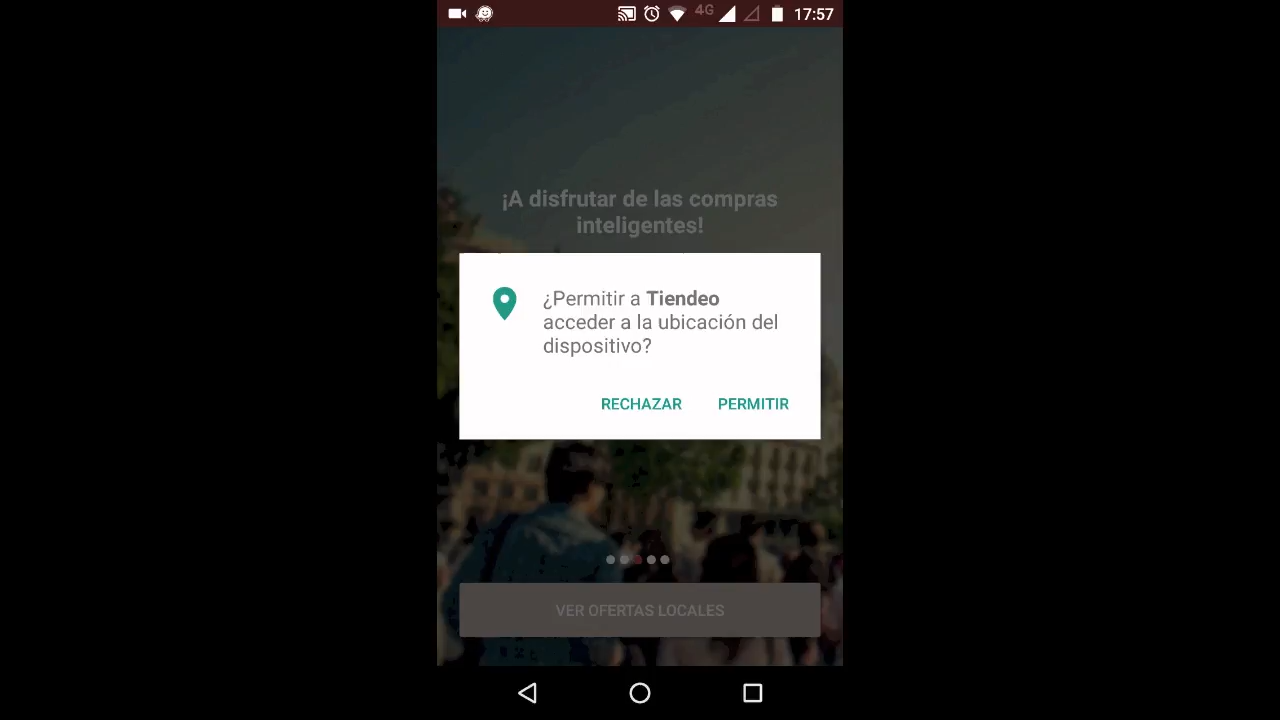 4G 17:57
¡A disfrutar de las compras
inteligentes!
¿Permitir a Tiendeo
acceder a la ubicación del
dispositivo?
RECHAZAR PERMITIR
VER OFERTAS LOCALES